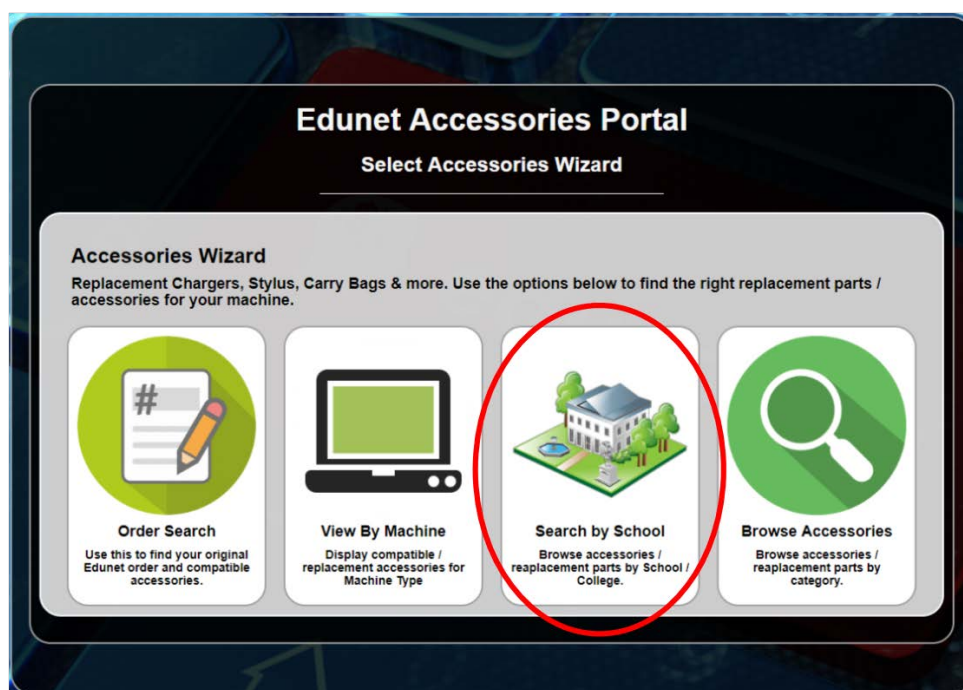 Edunet Accessories Portal
Select Accessories Wizard
Accessories Wizard
Replacement Chargers, Stylus, Carry Bags & more. Use the options below to find the right replacement parts /
accessories for your machine.
#
Order Search
Use this to find your original
Edunet order and compatible
accessories.
View By Machine
Display compatible /
replacement accessories for
Machine Type
Search by School
Browse accessories /
reaplacement parts by School /
College.
Browse Accessories
Browse accessories /
reaplacement parts by
category.